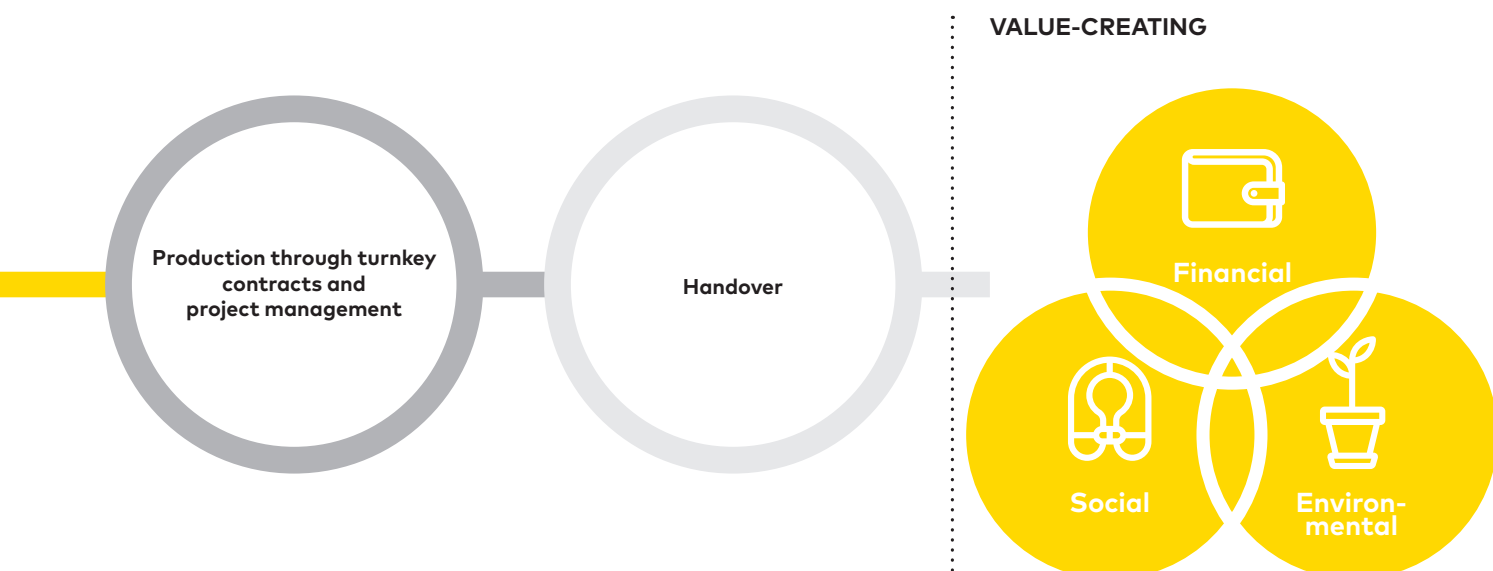 VALUE-CREATING
Production through turnkey
contracts and
project management
Handover
Financial
Social
Environ-
mental